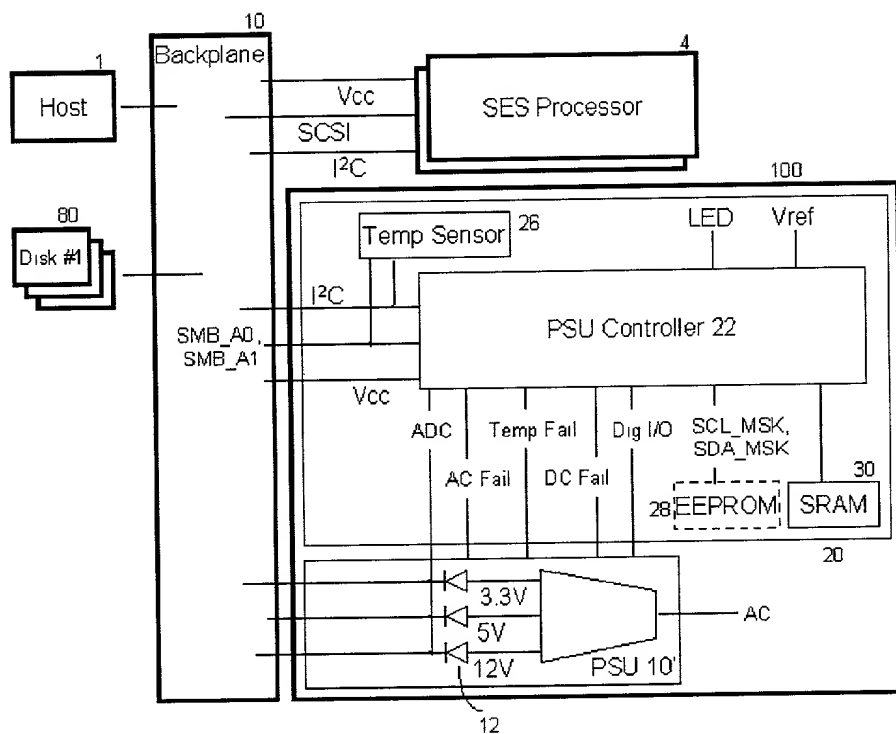 10
Backplane
1
Host
4
SES Processor
Vcc
SCSI
I²C
100
80
Disk #1
Temp Sensor
26
LED
Vref
I²C
PSU Controller 22
SMB_A0,
SMB_A1
Vcc
ADC
Temp Fail
Dig I/O
SCL_MSK,
SDA_MSK
AC Fail
DC Fail
30
28
EEPROM
SRAM
20
3.3V
5V
12V
AC
PSU 10'
12